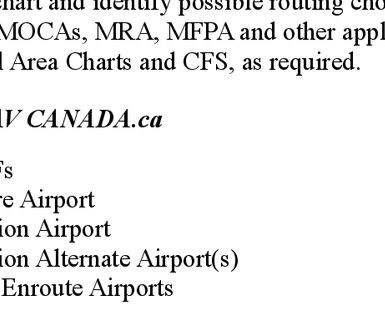 chart and identify possible routing cho
MOCAs, MRA, MFPA and other appl
l Area Charts and CFS, as required.
V CANADA.ca
s
re Airport
ion Airport
ion Alternate Airport(s)
Enroute Airports